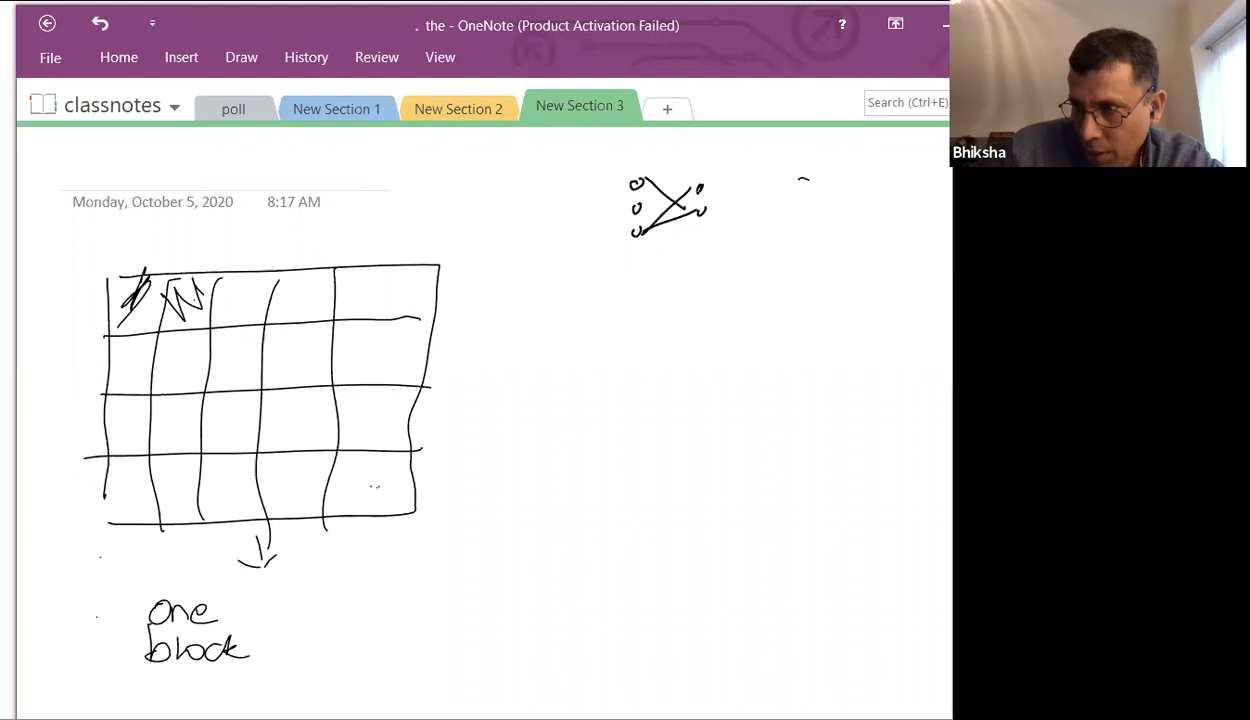 . the - OneNote (Product Activation Failed)
?
File Home Insert Draw History Review View
classnotes poll New Section 1 New Section 2 New Section 3 + Search (Ctrl+E)
Bhiksha
Monday, October 5, 2020 8:17 AM
one
block